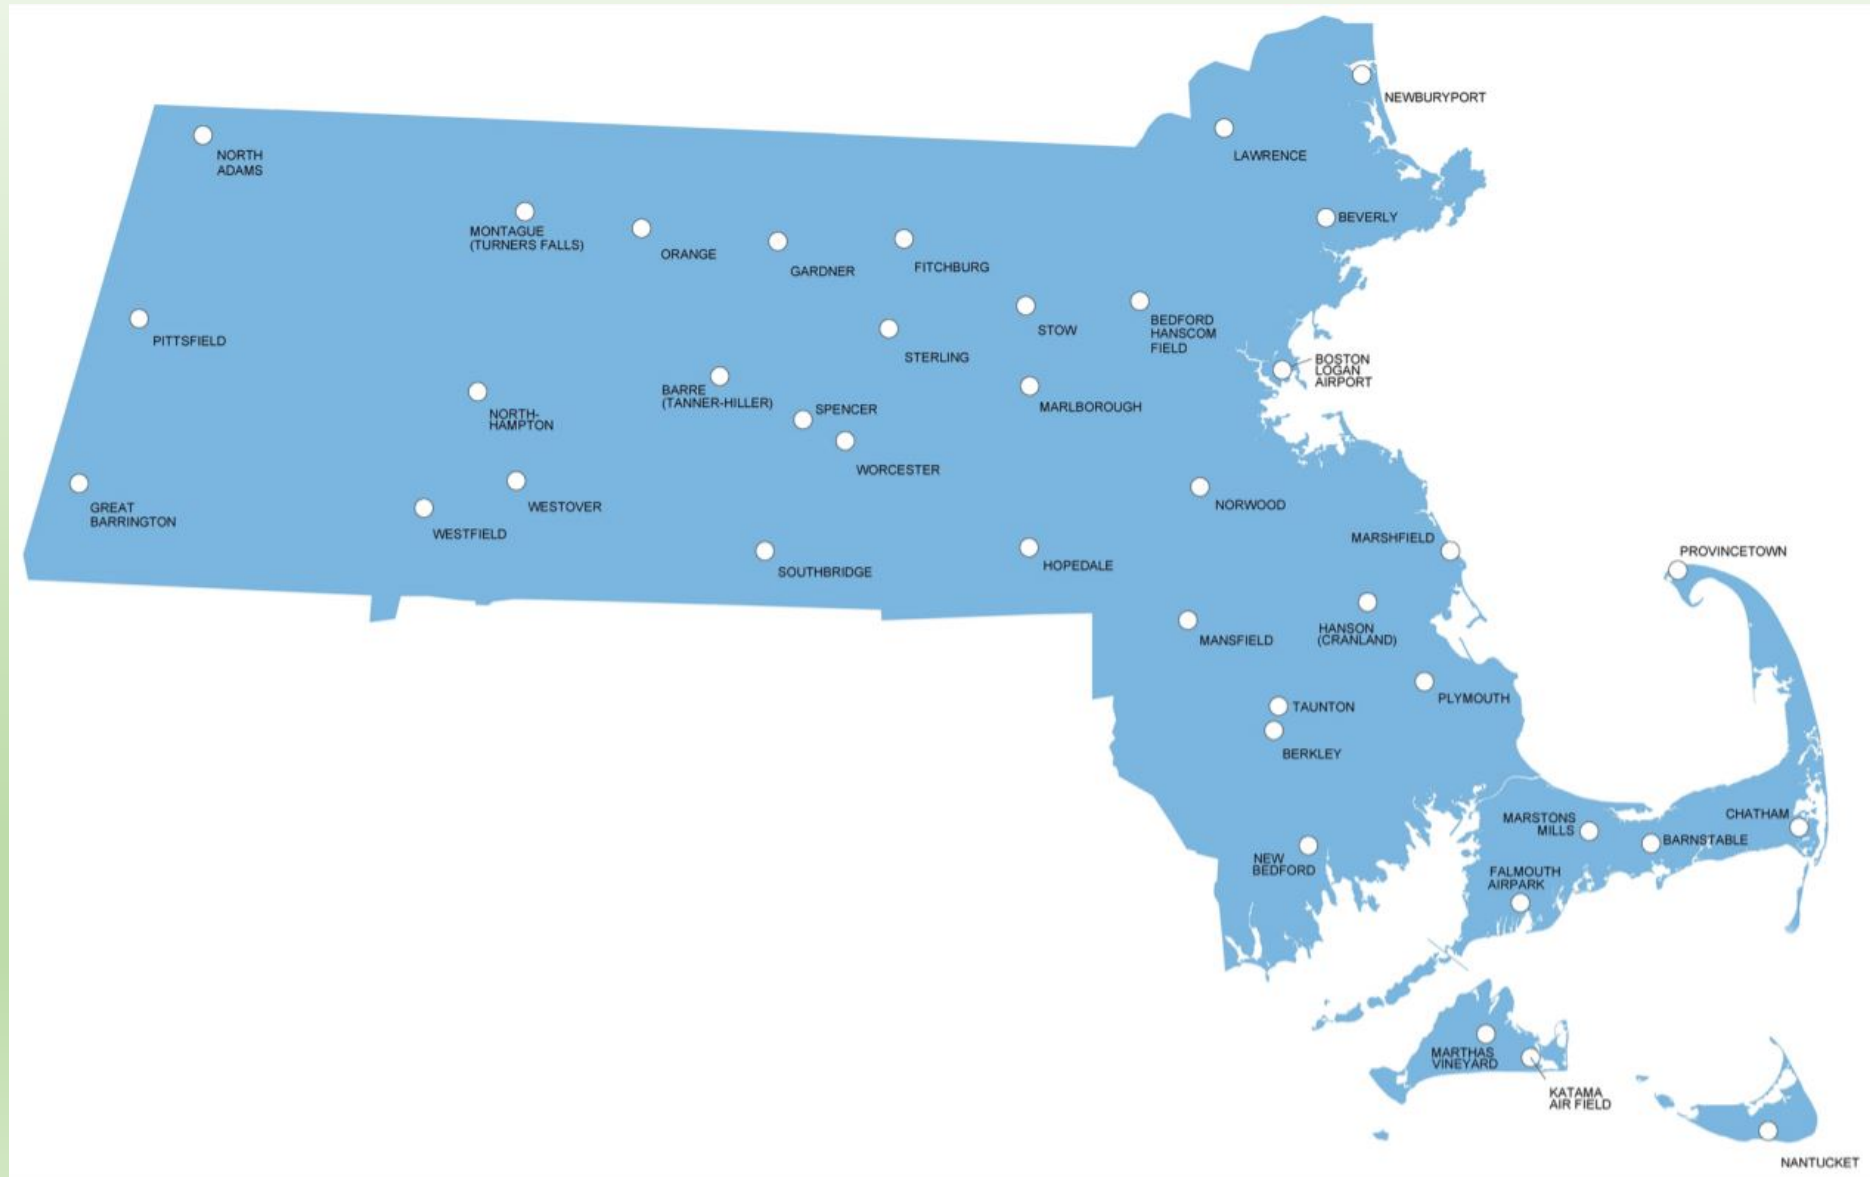 NEWBURYPORT
NORTH
ADAMS
LAWRENCE
BEVERLY
MONTAGUE
(TURNERS FALLS)
ORANGE
GARDNER
FITCHBURG
PITTSFIELD
STOW
BEDFORD
HANSCOM
FIELD
STERLING
BOSTON
LOGAN
AIRPORT
BARRE
(TANNER-HILLER)
SPENCER
MARLBOROUGH
NORTH-
HAMPTON
WORCESTER
GREAT
BARRINGTON
WESTOVER
WESTFIELD
NORWOOD
MARSHFIELD
SOUTHBRIDGE
HOPEDALE
PROVINCETOWN
MANSFIELD
HANSON
(CRANLAND)
PLYMOUTH
TAUNTON
BERKLEY
MARSTONS
MILLS
CHATHAM
BARNSTABLE
NEW
BEDFORD
FALMOUTH
AIRPARK
MARTHAS
VINEYARD
KATAMA
AIR FIELD
NANTUCKET